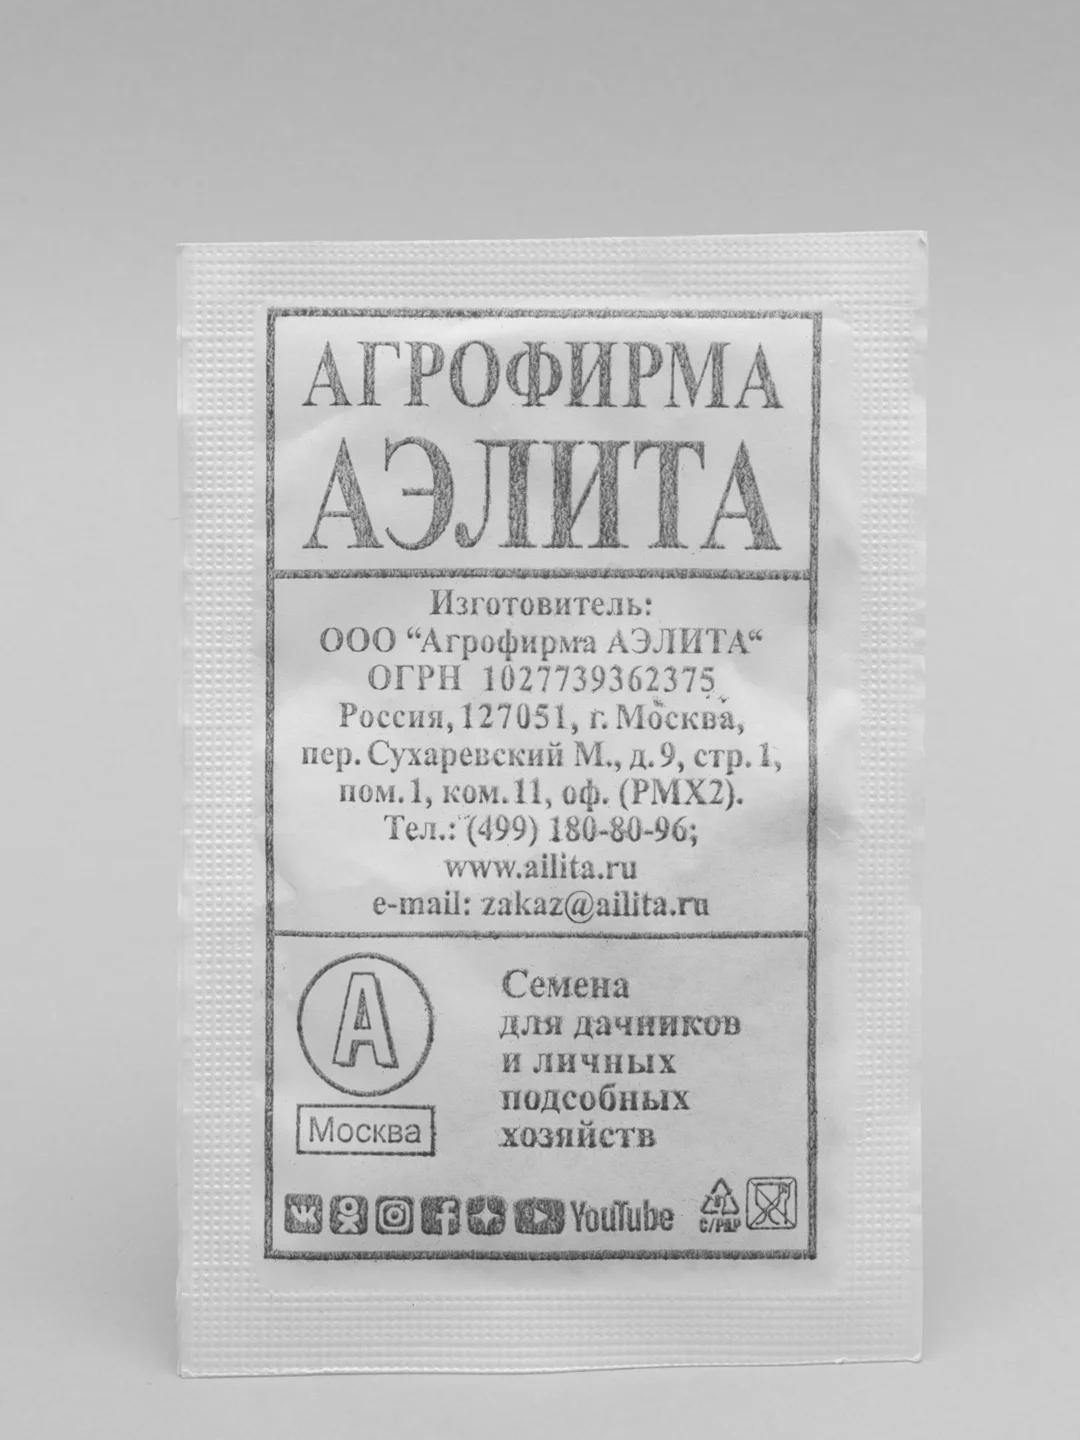 АГРОФИРМА
АЭЛИТА
Изготовитель:
ООО “Агрофирма АЭЛИТА“
ОГРН 1027739362375
Россия, 127051, г. Москва,
пер. Сухаревский М., д. 9, стр. 1,
пом. 1, ком. 11, оф. (РМХ2).
Тел.: (499) 180-80-96;
www.ailita.ru
e-mail: zakaz@ailita.ru
А
Москва
Семена
для дачников
и личных
подсобных
хозяйств
YouTube
C/PAP